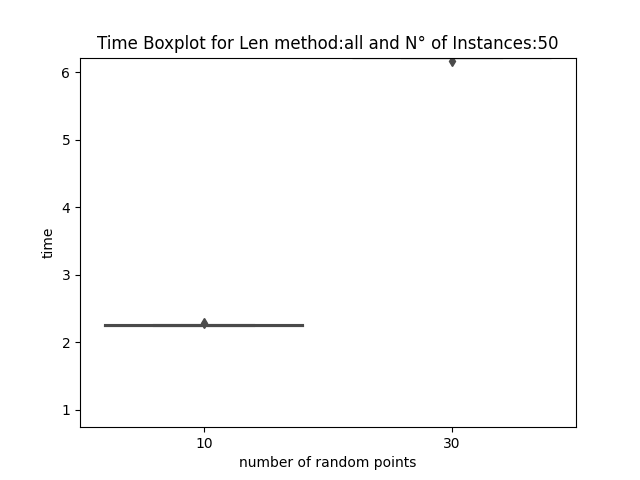 Time Boxplot for Len method:all and N° of Instances:50
6
5
4
3
2
1
time
10 30
number of random points